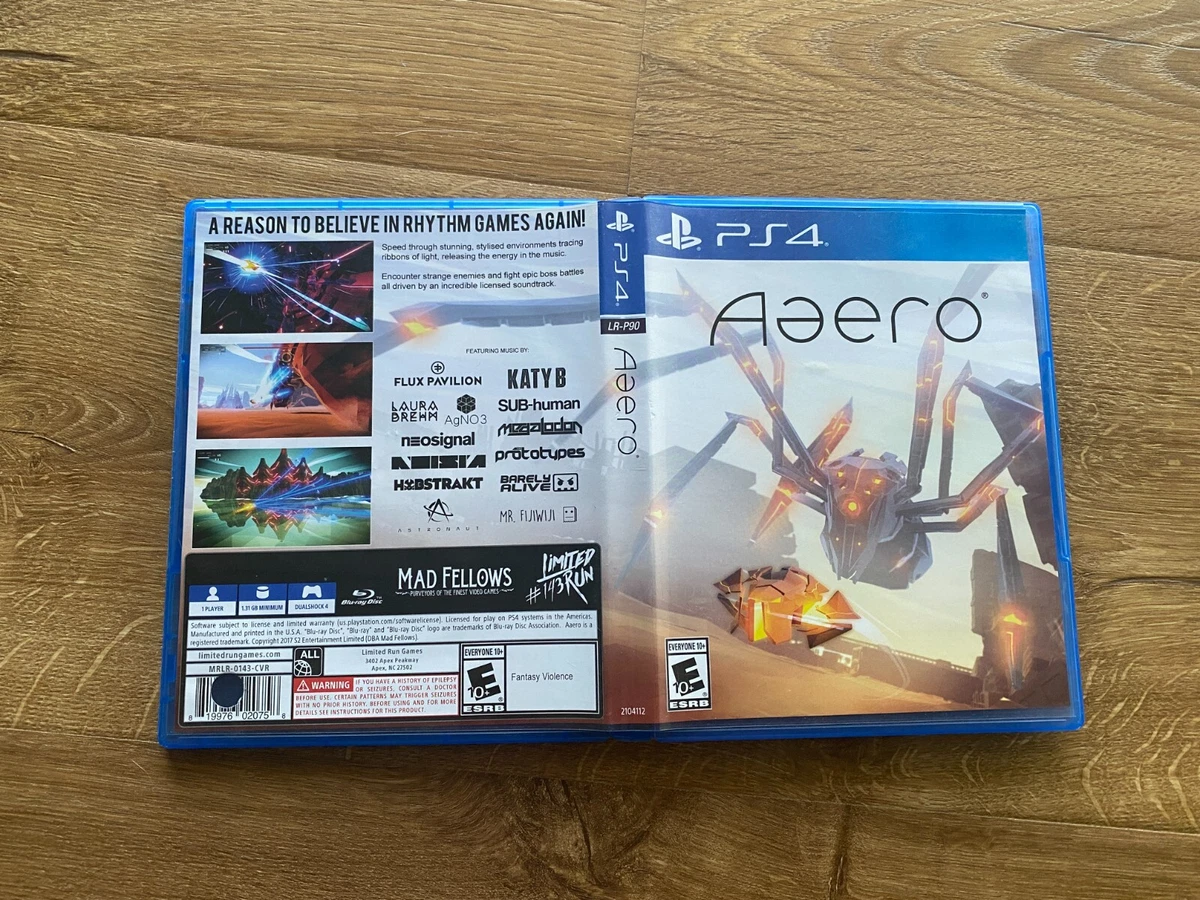 A REASON TO BELIEVE IN RHYTHM GAMES AGAIN!
Speed through stunning, stylised environments tracing
ribbons of light, releasing the energy in the music.
Encounter strange enemies and fight epic boss battles
all driven by an incredible licensed soundtrack.
FEATURING MUSIC BY:
FLUX PAVILION
KATY B
LAURA
BREHM
AgNO3
SUB-human
neosignal
megalodon
NOISIA
prototypes
HABSTRAKT
BARELY
ALIVE
ASTRONAUT
MR. FIJIWIJI
1 PLAYER
1.31 GB MINIMUM
DUALSHOCK 4
Blu-ray Disc
MAD FELLOWS
PURVEYORS OF THE FINEST VIDEO GAMES
LIMITED
RUN
#143
Software subject to license and limited warranty (us.playstation.com/softwarelicense). Licensed for play on PS4 systems in the Americas.
Manufactured and printed in the U.S.A. "Blu-ray Disc", "Blu-ray" and "Blu-ray Disc" logo are trademarks of Blu-ray Disc Association. Aaero is a
registered trademark. Copyright 2017 S2 Entertainment Limited (DBA Mad Fellows).
limitedrungames.com
MRLR-0143-CVR
8 19976 02075 8
ALL
Limited Run Games
3402 Apex Peakway
Apex, NC 27502
WARNING
IF YOU HAVE A HISTORY OF EPILEPSY
OR SEIZURES, CONSULT A DOCTOR
BEFORE USE. CERTAIN PATTERNS MAY TRIGGER SEIZURES
WITH NO PRIOR HISTORY. BEFORE USING AND FOR MORE
DETAILS SEE INSTRUCTIONS FOR THIS PRODUCT.
EVERYONE 10+
E
10+
ESRB
Fantasy Violence
PS4
LR-P90
Aaero®
2104112
PS4
Aaero®
EVERYONE 10+
E
10+
ESRB